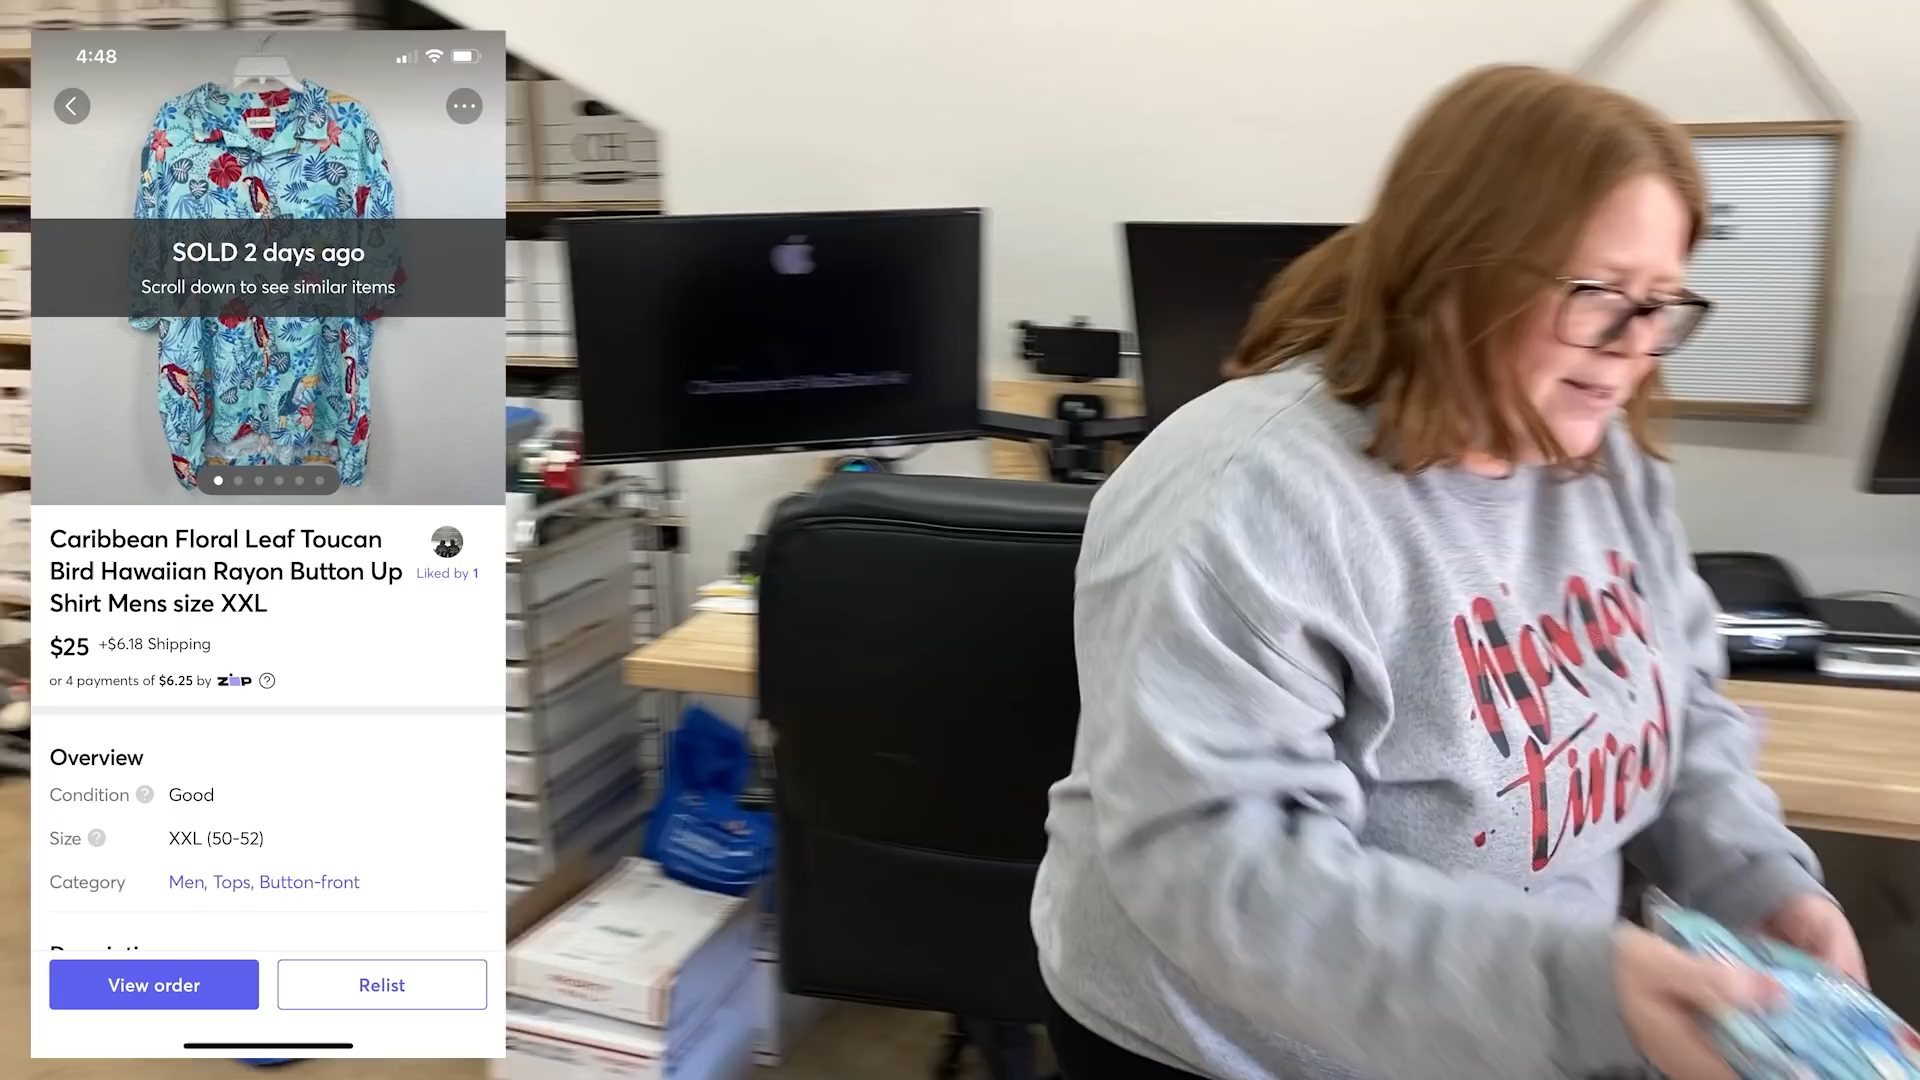 4:48
SOLD 2 days ago
Scroll down to see similar items
Caribbean Floral Leaf Toucan
Bird Hawaiian Rayon Button Up
Shirt Mens size XXL
Liked by 1
$25 +$6.18 Shipping
or 4 payments of $6.25 by zip ?
Overview
Condition ? Good
Size ? XXL (50-52)
Category Men, Tops, Button-front
View order
Relist
Mama's
tired